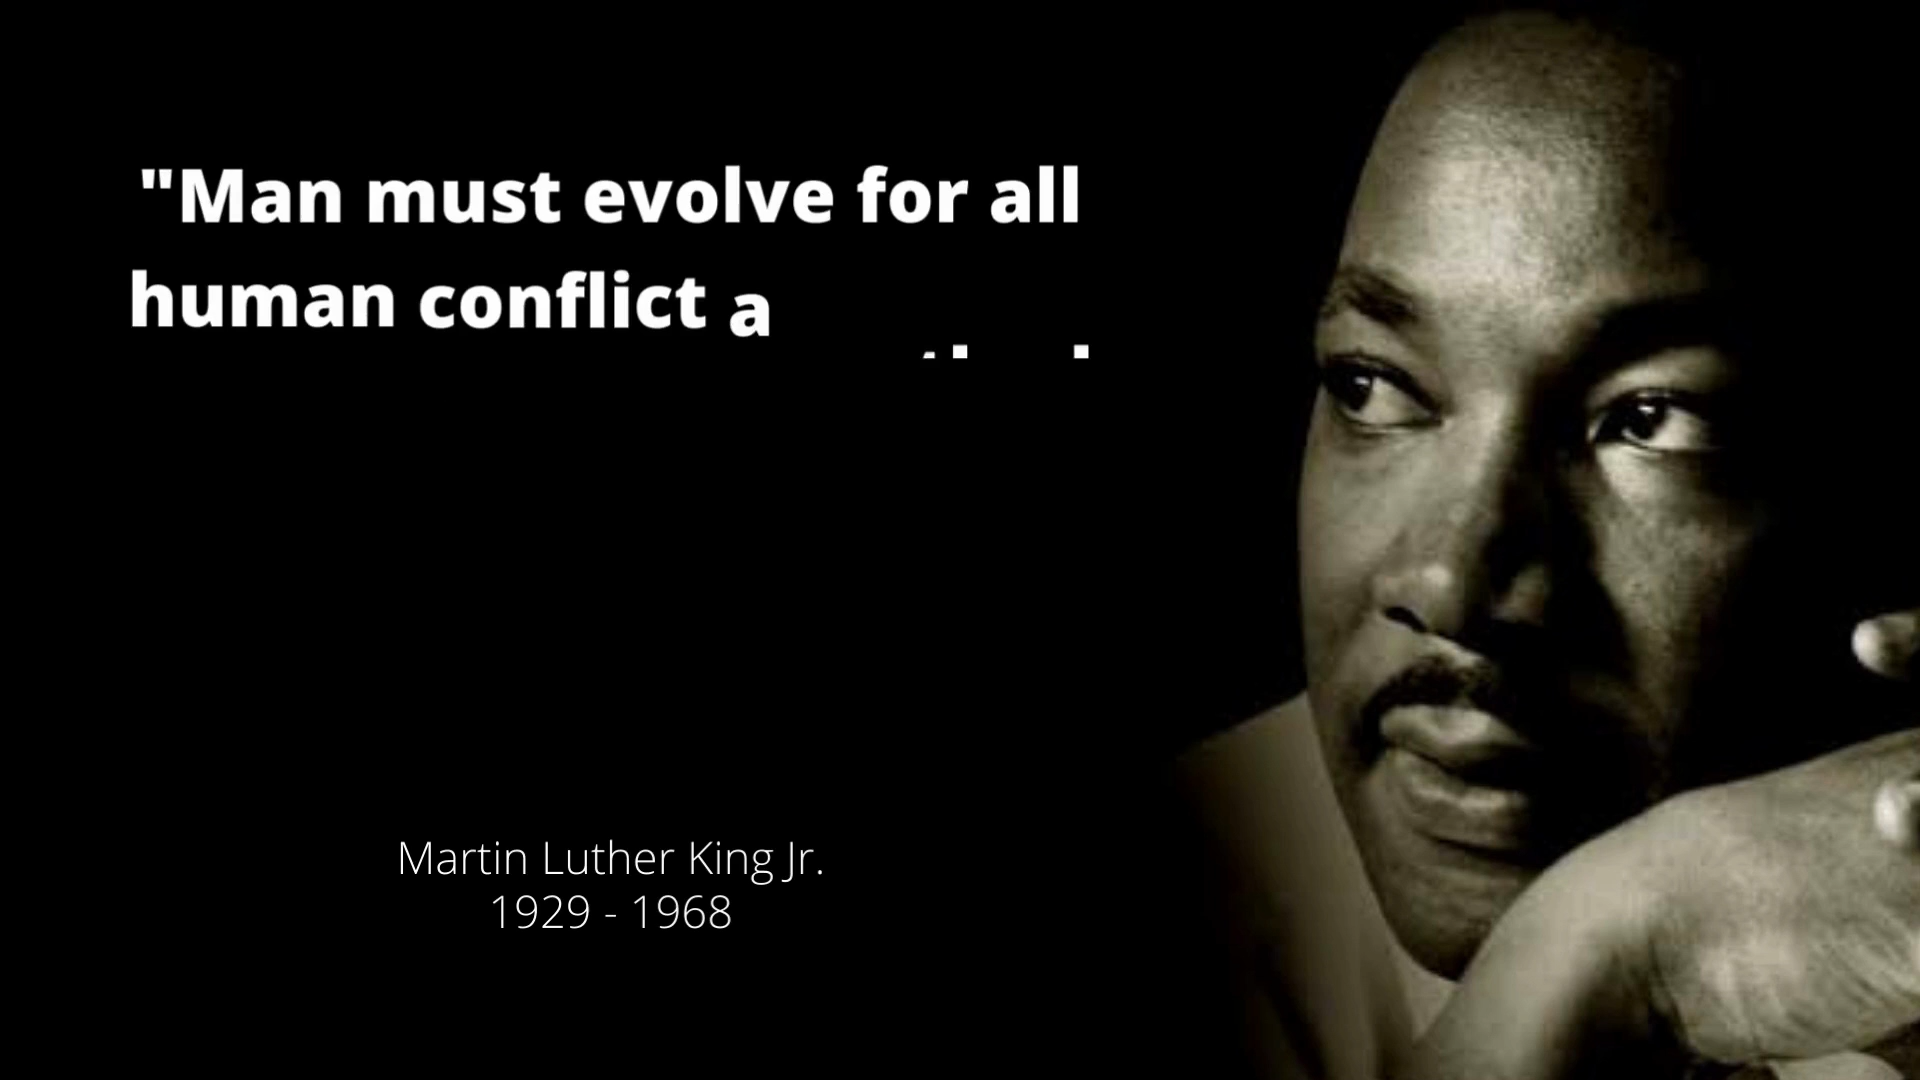 "Man must evolve for all
human conflict a
Martin Luther King Jr.
1929 - 1968